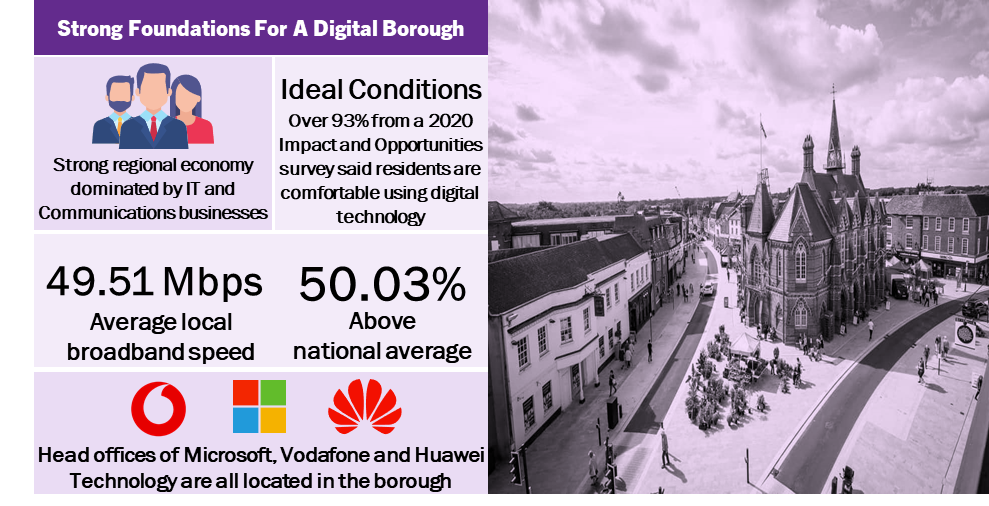 Strong Foundations For A Digital Borough
Strong regional economy
dominated by IT and
Communications businesses
Ideal Conditions
Over 93% from a 2020
Impact and Opportunities
survey said residents are
comfortable using digital
technology
49.51 Mbps
Average local
broadband speed
50.03%
Above
national average
Head offices of Microsoft, Vodafone and Huawei
Technology are all located in the borough